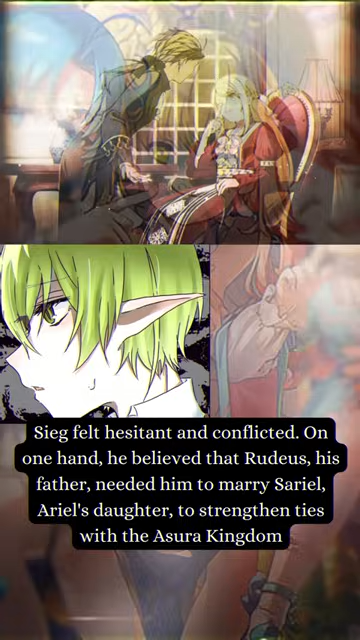 Sieg felt hesitant and conflicted. On
one hand, he believed that Rudeus, his
father, needed him to marry Sariel,
Ariel's daughter, to strengthen ties
with the Asura Kingdom